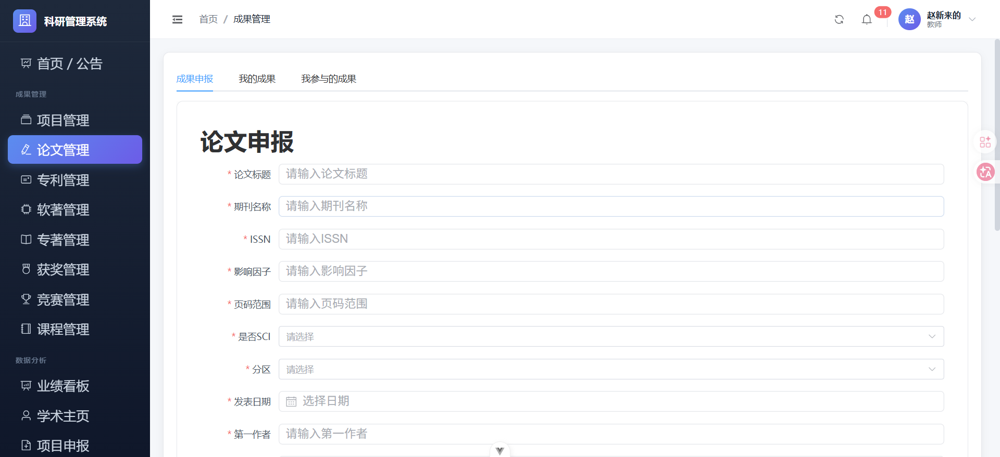 科研管理系统
首页 / 公告
成果管理
项目管理
论文管理
专利管理
软著管理
专著管理
获奖管理
竞赛管理
课程管理
数据分析
业绩看板
学术主页
项目申报
首页 / 成果管理
11
赵
赵新来的
教师
成果申报 我的成果 我参与的成果
论文申报
* 论文标题 请输入论文标题
* 期刊名称 请输入期刊名称
* ISSN 请输入ISSN
* 影响因子 请输入影响因子
* 页码范围 请输入页码范围
* 是否SCI 请选择
* 分区 请选择
* 发表日期 选择日期
* 第一作者 请输入第一作者